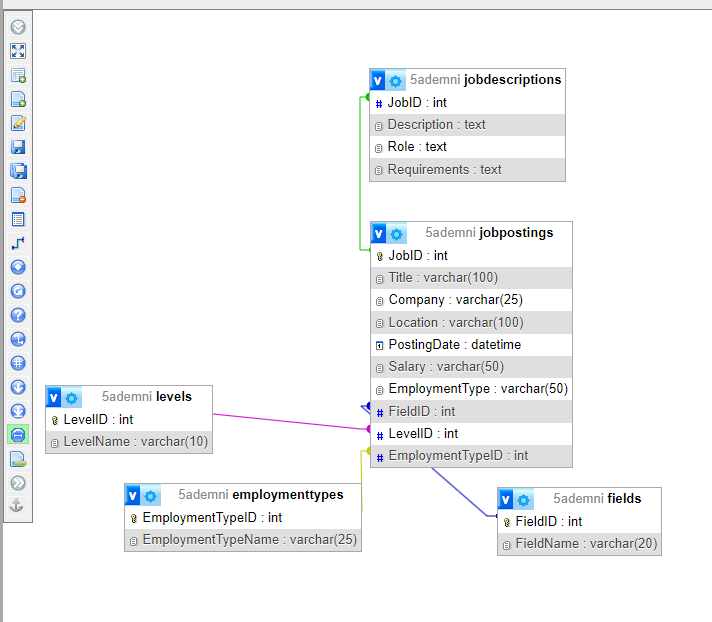 v 5ademni jobdescriptions
# JobID : int
Description : text
Role : text
Requirements : text
v 5ademni jobpostings
JobID : int
Title : varchar(100)
Company : varchar(25)
Location : varchar(100)
PostingDate : datetime
Salary : varchar(50)
EmploymentType : varchar(50)
# FieldID : int
# LevelID : int
# EmploymentTypeID : int
v 5ademni levels
LevelID : int
LevelName : varchar(10)
v 5ademni employmenttypes
EmploymentTypeID : int
EmploymentTypeName : varchar(25)
v 5ademni fields
FieldID : int
FieldName : varchar(20)